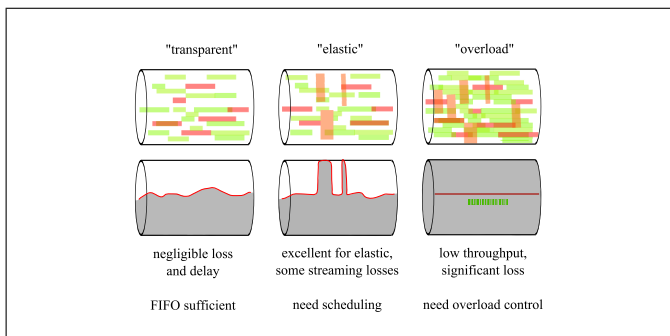 "transparent"
"elastic"
"overload"
negligible loss
and delay
excellent for elastic,
some streaming losses
low throughput,
significant loss
FIFO sufficient
need scheduling
need overload control